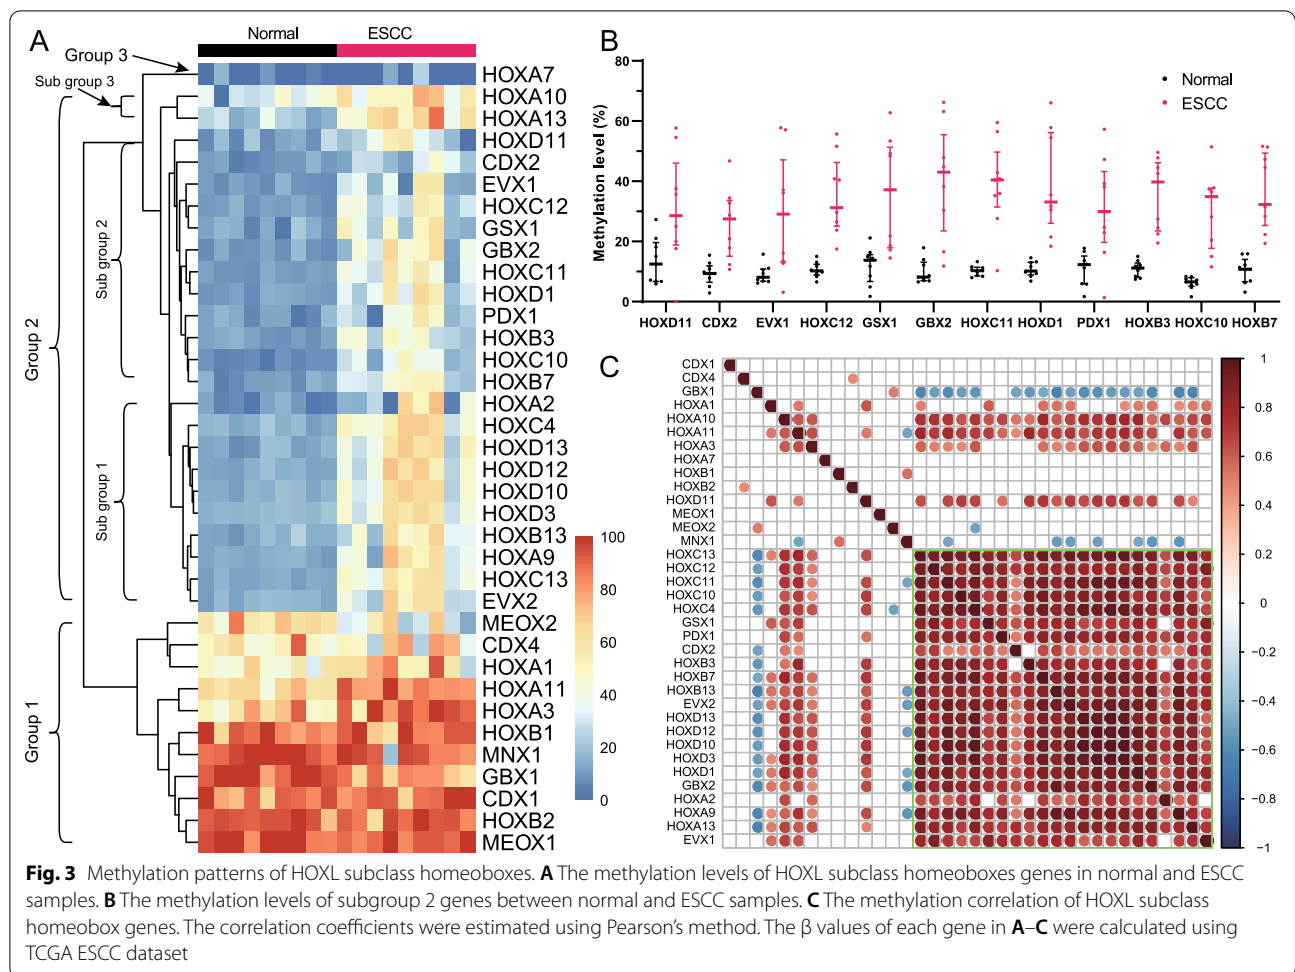 A
Normal
ESCC
Group 3
Sub group 3
Group 2
Sub group 2
Sub group 1
Group 1
HOXA7
HOXA10
HOXA13
HOXD11
CDX2
EVX1
HOXC12
GSX1
GBX2
HOXC11
HOXD1
PDX1
HOXB3
HOXC10
HOXB7
HOXA2
HOXC4
HOXD13
HOXD12
HOXD10
HOXD3
HOXB13
HOXA9
HOXC13
EVX2
MEOX2
CDX4
HOXA1
HOXA11
HOXA3
HOXB1
MNX1
GBX1
CDX1
HOXB2
MEOX1
100
80
60
40
20
0
B
Methylation level (%)
80
60
40
20
0
Normal
ESCC
HOXD11 CDX2 EVX1 HOXC12 GSX1 GBX2 HOXC11 HOXD1 PDX1 HOXB3 HOXC10 HOXB7
C
CDX1
CDX4
GBX1
HOXA1
HOXA10
HOXA11
HOXA3
HOXA7
HOXB1
HOXB2
HOXD11
MEOX1
MEOX2
MNX1
HOXC13
HOXC12
HOXC11
HOXC10
HOXC4
GSX1
PDX1
CDX2
HOXB3
HOXB7
HOXB13
EVX2
HOXD13
HOXD12
HOXD10
HOXD3
HOXD1
GBX2
HOXA2
HOXA9
HOXA13
EVX1
1
0.8
0.6
0.4
0.2
0
−0.2
−0.4
−0.6
−0.8
−1
Fig. 3 Methylation patterns of HOXL subclass homeoboxes. A The methylation levels of HOXL subclass homeoboxes genes in normal and ESCC
samples. B The methylation levels of subgroup 2 genes between normal and ESCC samples. C The methylation correlation of HOXL subclass
homeobox genes. The correlation coefficients were estimated using Pearson's method. The β values of each gene in A–C were calculated using
TCGA ESCC dataset